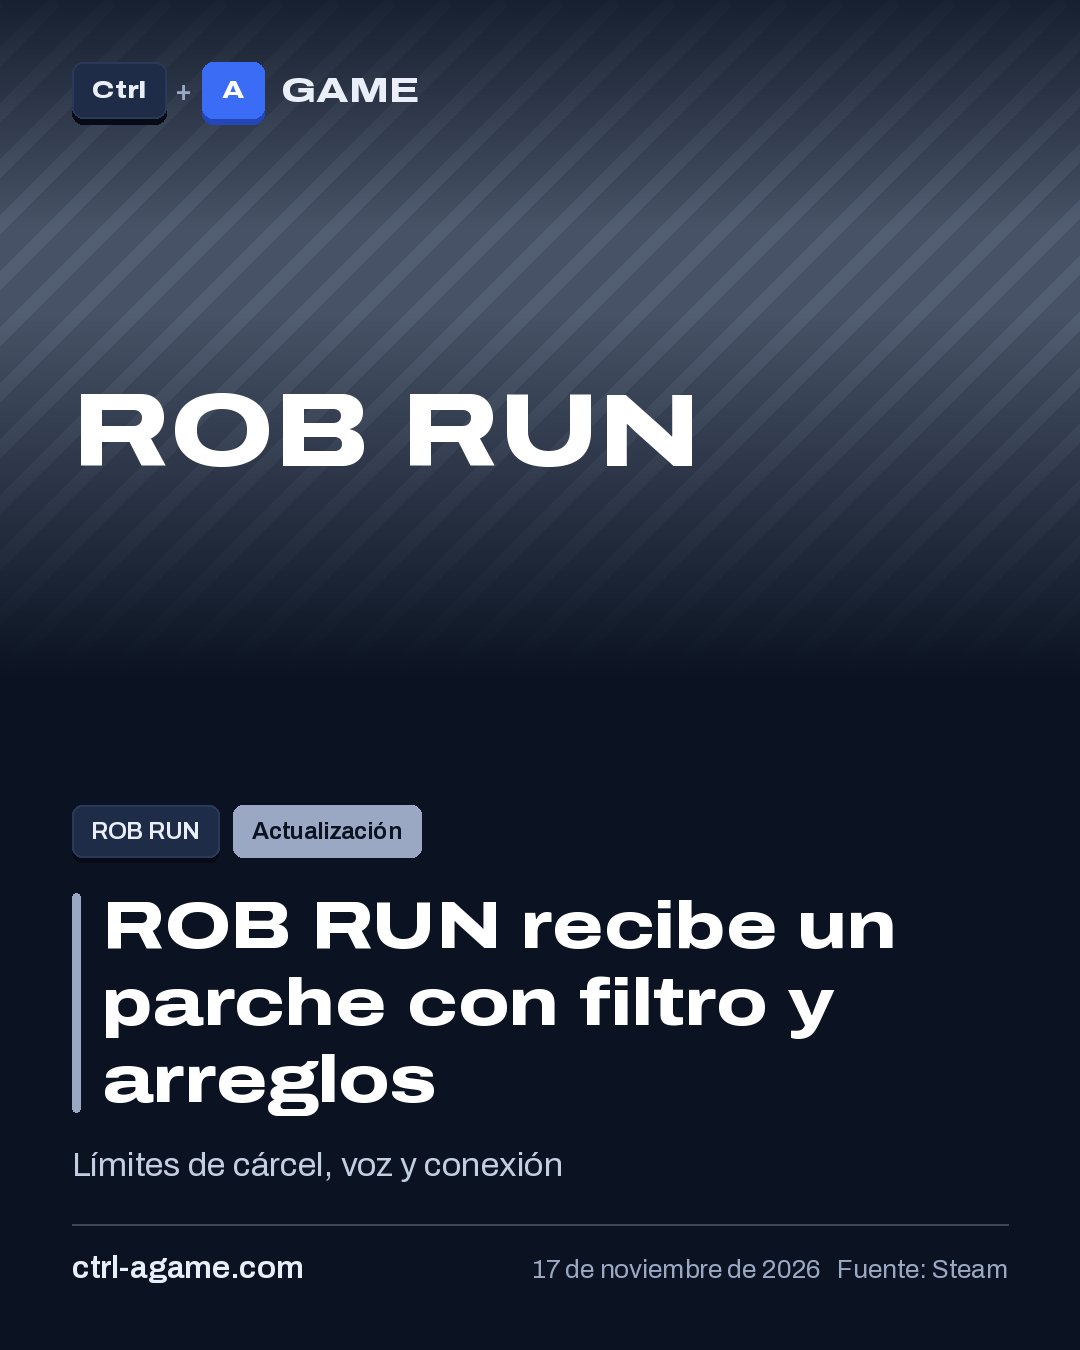 Ctrl + A GAME
ROB RUN
ROB RUN Actualización
ROB RUN recibe un
parche con filtro y
arreglos
Límites de cárcel, voz y conexión
ctrl-agame.com 17 de noviembre de 2026 Fuente: Steam